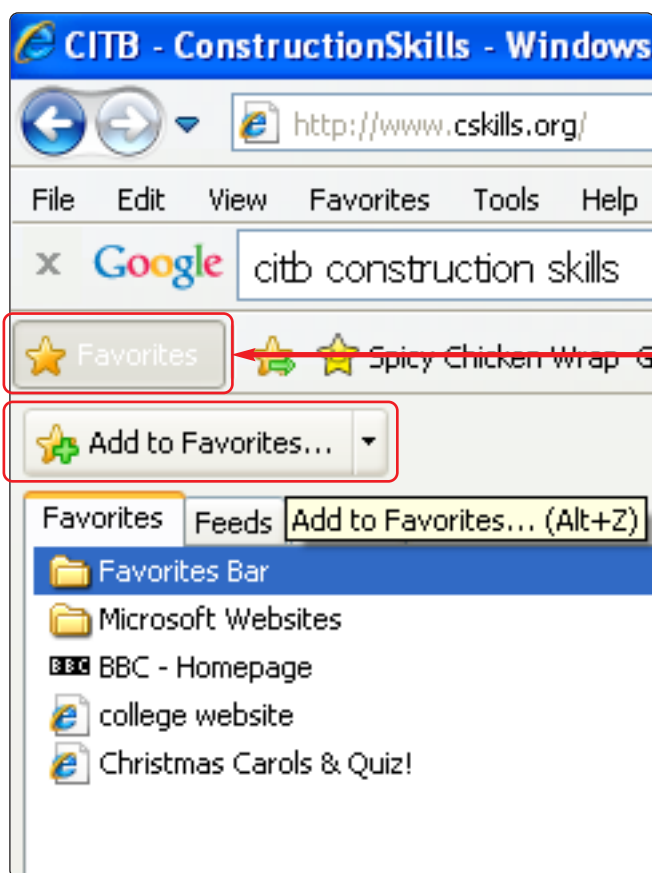 CITB - ConstructionSkills - Windows
http://www.cskills.org/
File Edit View Favorites Tools Help
x Google citb construction skills
Favorites Spicy Chicken Wrap G
Add to Favorites...
Favorites Feeds Add to Favorites... (Alt+Z)
Favorites Bar
Microsoft Websites
BBC BBC - Homepage
college website
Christmas Carols & Quiz!